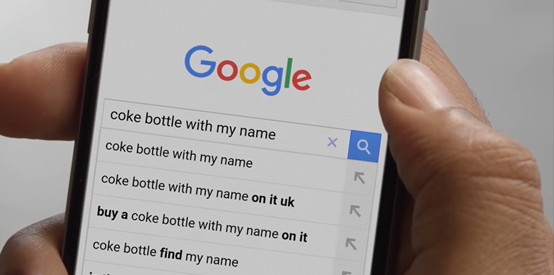 Google
coke bottle with my name
coke bottle with my name
coke bottle with my name on it uk
buy a coke bottle with my name on it
coke bottle find my name